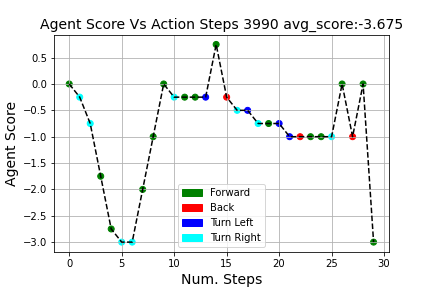 Agent Score Vs Action Steps 3990 avg_score:-3.675
Agent Score
0.5
0.0
−0.5
−1.0
−1.5
−2.0
−2.5
−3.0
Forward
Back
Turn Left
Turn Right
0 5 10 15 20 25 30
Num. Steps